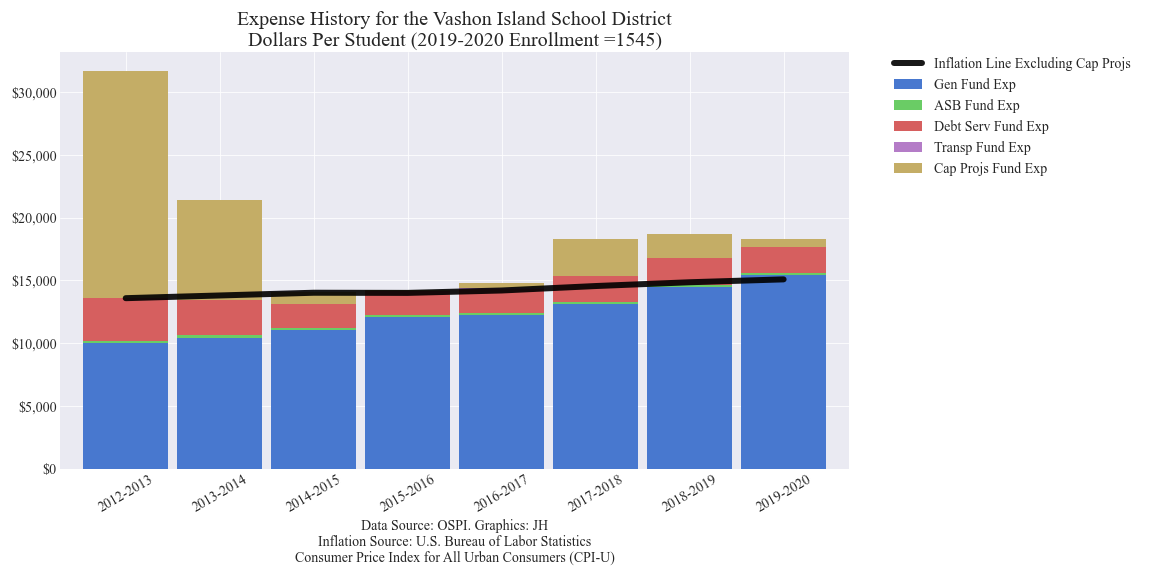 Expense History for the Vashon Island School District
Dollars Per Student (2019-2020 Enrollment =1545)
Inflation Line Excluding Cap Projs
Gen Fund Exp
ASB Fund Exp
Debt Serv Fund Exp
Transp Fund Exp
Cap Projs Fund Exp
$30,000
$25,000
$20,000
$15,000
$10,000
$5,000
$0
2012-2013
2013-2014
2014-2015
2015-2016
2016-2017
2017-2018
2018-2019
2019-2020
Data Source: OSPI. Graphics: JH
Inflation Source: U.S. Bureau of Labor Statistics
Consumer Price Index for All Urban Consumers (CPI-U)